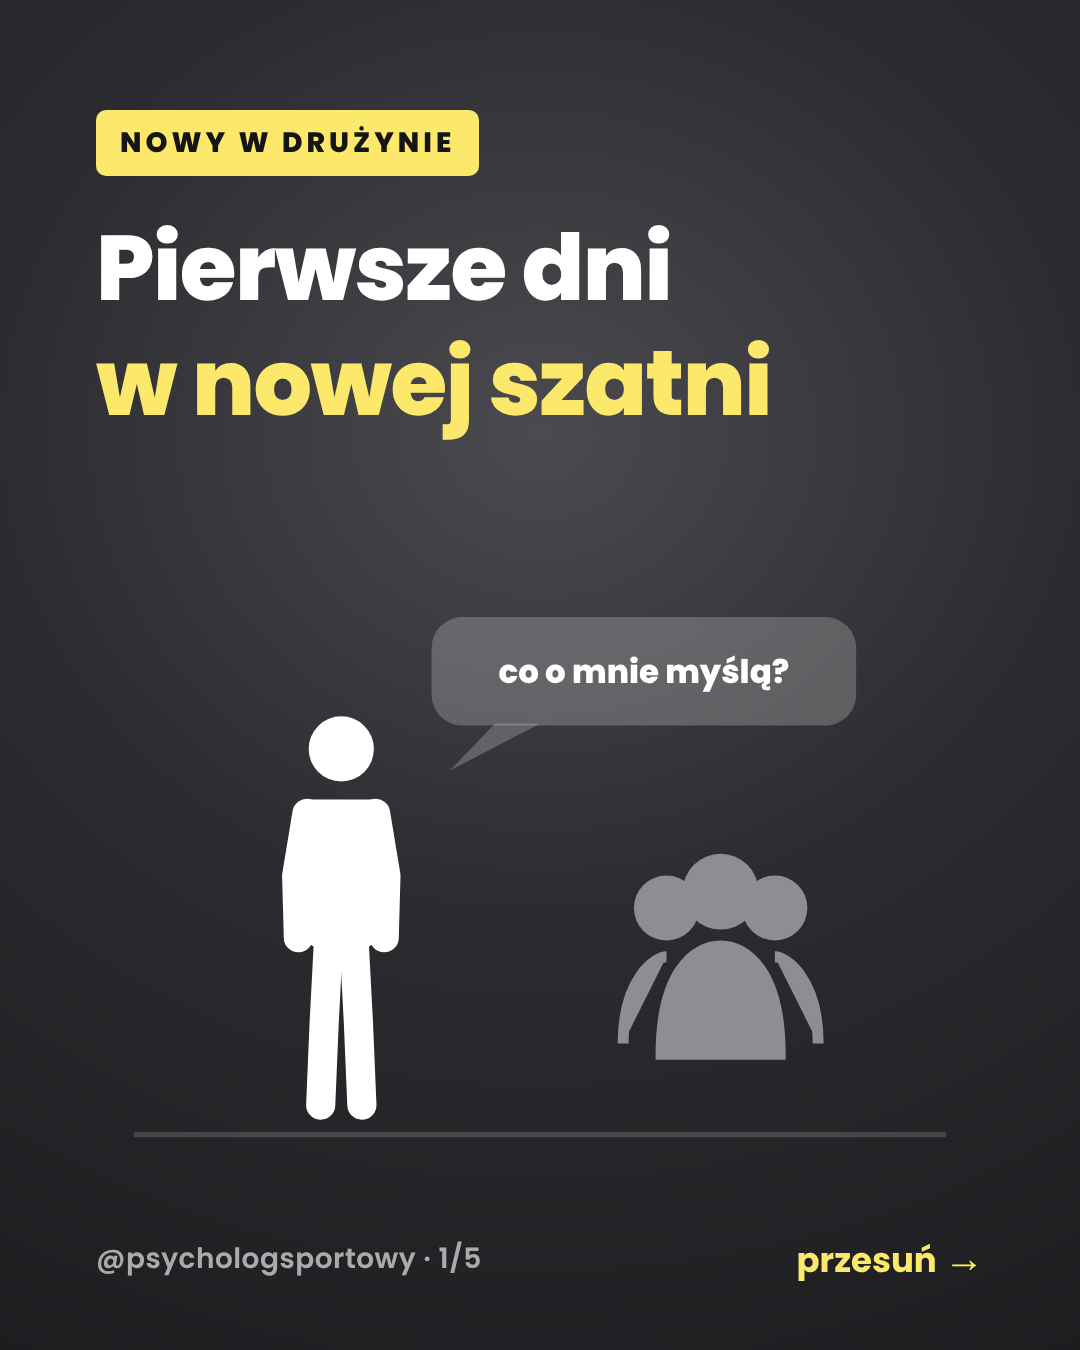 NOWY W DRUŻYNIE
Pierwsze dni
w nowej szatni
co o mnie myślą?
@psychologsportowy · 1/5
przesuń →